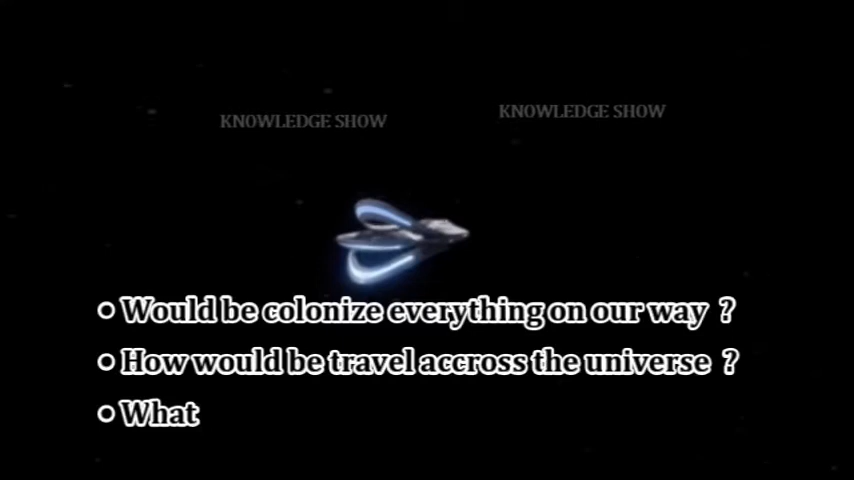 KNOWLEDGE SHOW KNOWLEDGE SHOW
○ Would be colonize everything on our way ?
○ How would be travel accross the universe ?
○ What